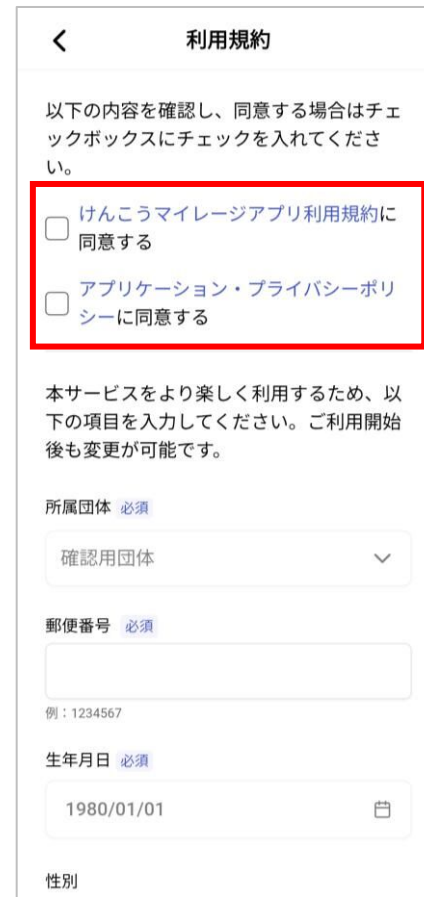 利用規約
以下の内容を確認し、同意する場合はチェ
ックボックスにチェックを入れてくださ
い。
けんこうマイレージアプリ利用規約に
同意する
アプリケーション・プライバシーポリ
シーに同意する
本サービスをより楽しく利用するため、以
下の項目を入力してください。ご利用開始
後も変更が可能です。
所属団体 必須
確認用団体
郵便番号 必須
例：1234567
生年月日 必須
1980/01/01
性別